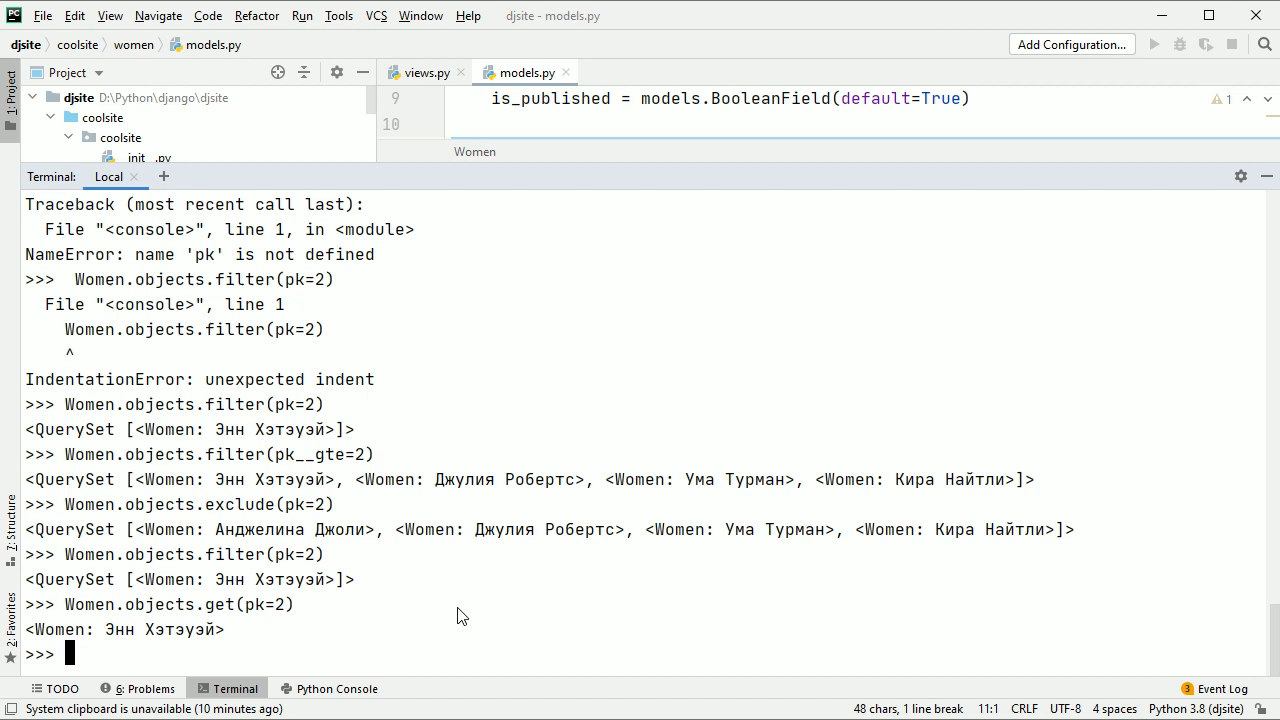 File Edit View Navigate Code Refactor Run Tools VCS Window Help djsite - models.py
djsite coolsite women models.py Add Configuration...
1: Project
Project views.py models.py
djsite D:\Python\django\djsite
coolsite
coolsite
__init__.py
9 is_published = models.BooleanField(default=True) 1
10
Women
Terminal: Local +
Traceback (most recent call last):
File "<console>", line 1, in <module>
NameError: name 'pk' is not defined
>>>  Women.objects.filter(pk=2)
File "<console>", line 1
Women.objects.filter(pk=2)
^
IndentationError: unexpected indent
>>> Women.objects.filter(pk=2)
<QuerySet [<Women: Энн Хэтэуэй>]>
>>> Women.objects.filter(pk__gte=2)
<QuerySet [<Women: Энн Хэтэуэй>, <Women: Джулия Робертс>, <Women: Ума Турман>, <Women: Кира Найтли>]>
>>> Women.objects.exclude(pk=2)
<QuerySet [<Women: Анджелина Джоли>, <Women: Джулия Робертс>, <Women: Ума Турман>, <Women: Кира Найтли>]>
>>> Women.objects.filter(pk=2)
<QuerySet [<Women: Энн Хэтэуэй>]>
>>> Women.objects.get(pk=2)
<Women: Энн Хэтэуэй>
>>>
Z: Structure
2: Favorites
TODO 6: Problems Terminal Python Console 3 Event Log
System clipboard is unavailable (10 minutes ago) 48 chars, 1 line break 11:1 CRLF UTF-8 4 spaces Python 3.8 (djsite)